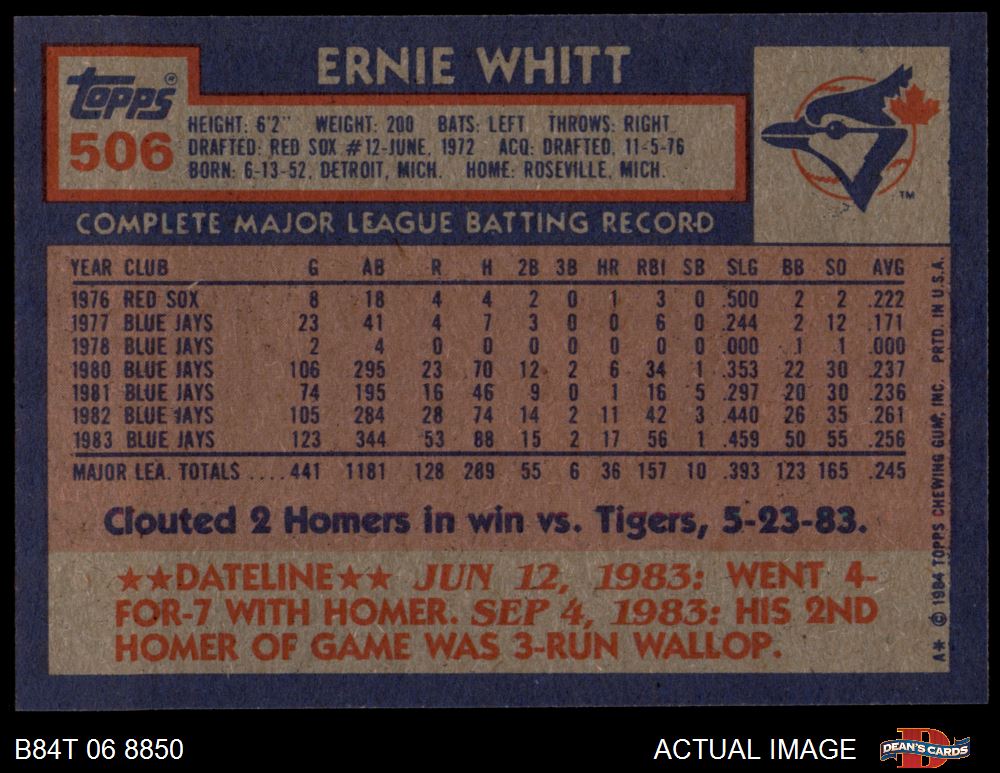 ERNIE WHITT
Topps®
506
HEIGHT: 6'2" WEIGHT: 200 BATS: LEFT THROWS: RIGHT
DRAFTED: RED SOX #12-JUNE, 1972 ACQ: DRAFTED, 11-5-76
BORN: 6-13-52, DETROIT, MICH. HOME: ROSEVILLE, MICH.
TM
COMPLETE MAJOR LEAGUE BATTING RECORD
YEAR CLUB G AB R H 2B 3B HR RBI SB SLG BB SO AVG
1976 RED SOX 8 18 4 4 2 0 1 3 0 .500 2 2 .222
1977 BLUE JAYS 23 41 4 7 3 0 0 6 0 .244 2 12 .171
1978 BLUE JAYS 2 4 0 0 0 0 0 0 0 .000 1 1 .000
1980 BLUE JAYS 106 295 23 70 12 2 6 34 1 .353 22 30 .237
1981 BLUE JAYS 74 195 16 46 9 0 1 16 5 .297 20 30 .236
1982 BLUE JAYS 105 284 28 74 14 2 11 42 3 .440 26 35 .261
1983 BLUE JAYS 123 344 53 88 15 2 17 56 1 .459 50 55 .256
MAJOR LEA. TOTALS .... 441 1181 128 289 55 6 36 157 10 .393 123 165 .245
Clouted 2 Homers in win vs. Tigers, 5-23-83.
★★DATELINE★★ JUN 12, 1983: WENT 4-
FOR-7 WITH HOMER. SEP 4, 1983: HIS 2ND
HOMER OF GAME WAS 3-RUN WALLOP.
A* © 1984 TOPPS CHEWING GUM, INC. PRTD. IN U.S.A.
B84T 06 8850
ACTUAL IMAGE
D
DEAN'S CARDS